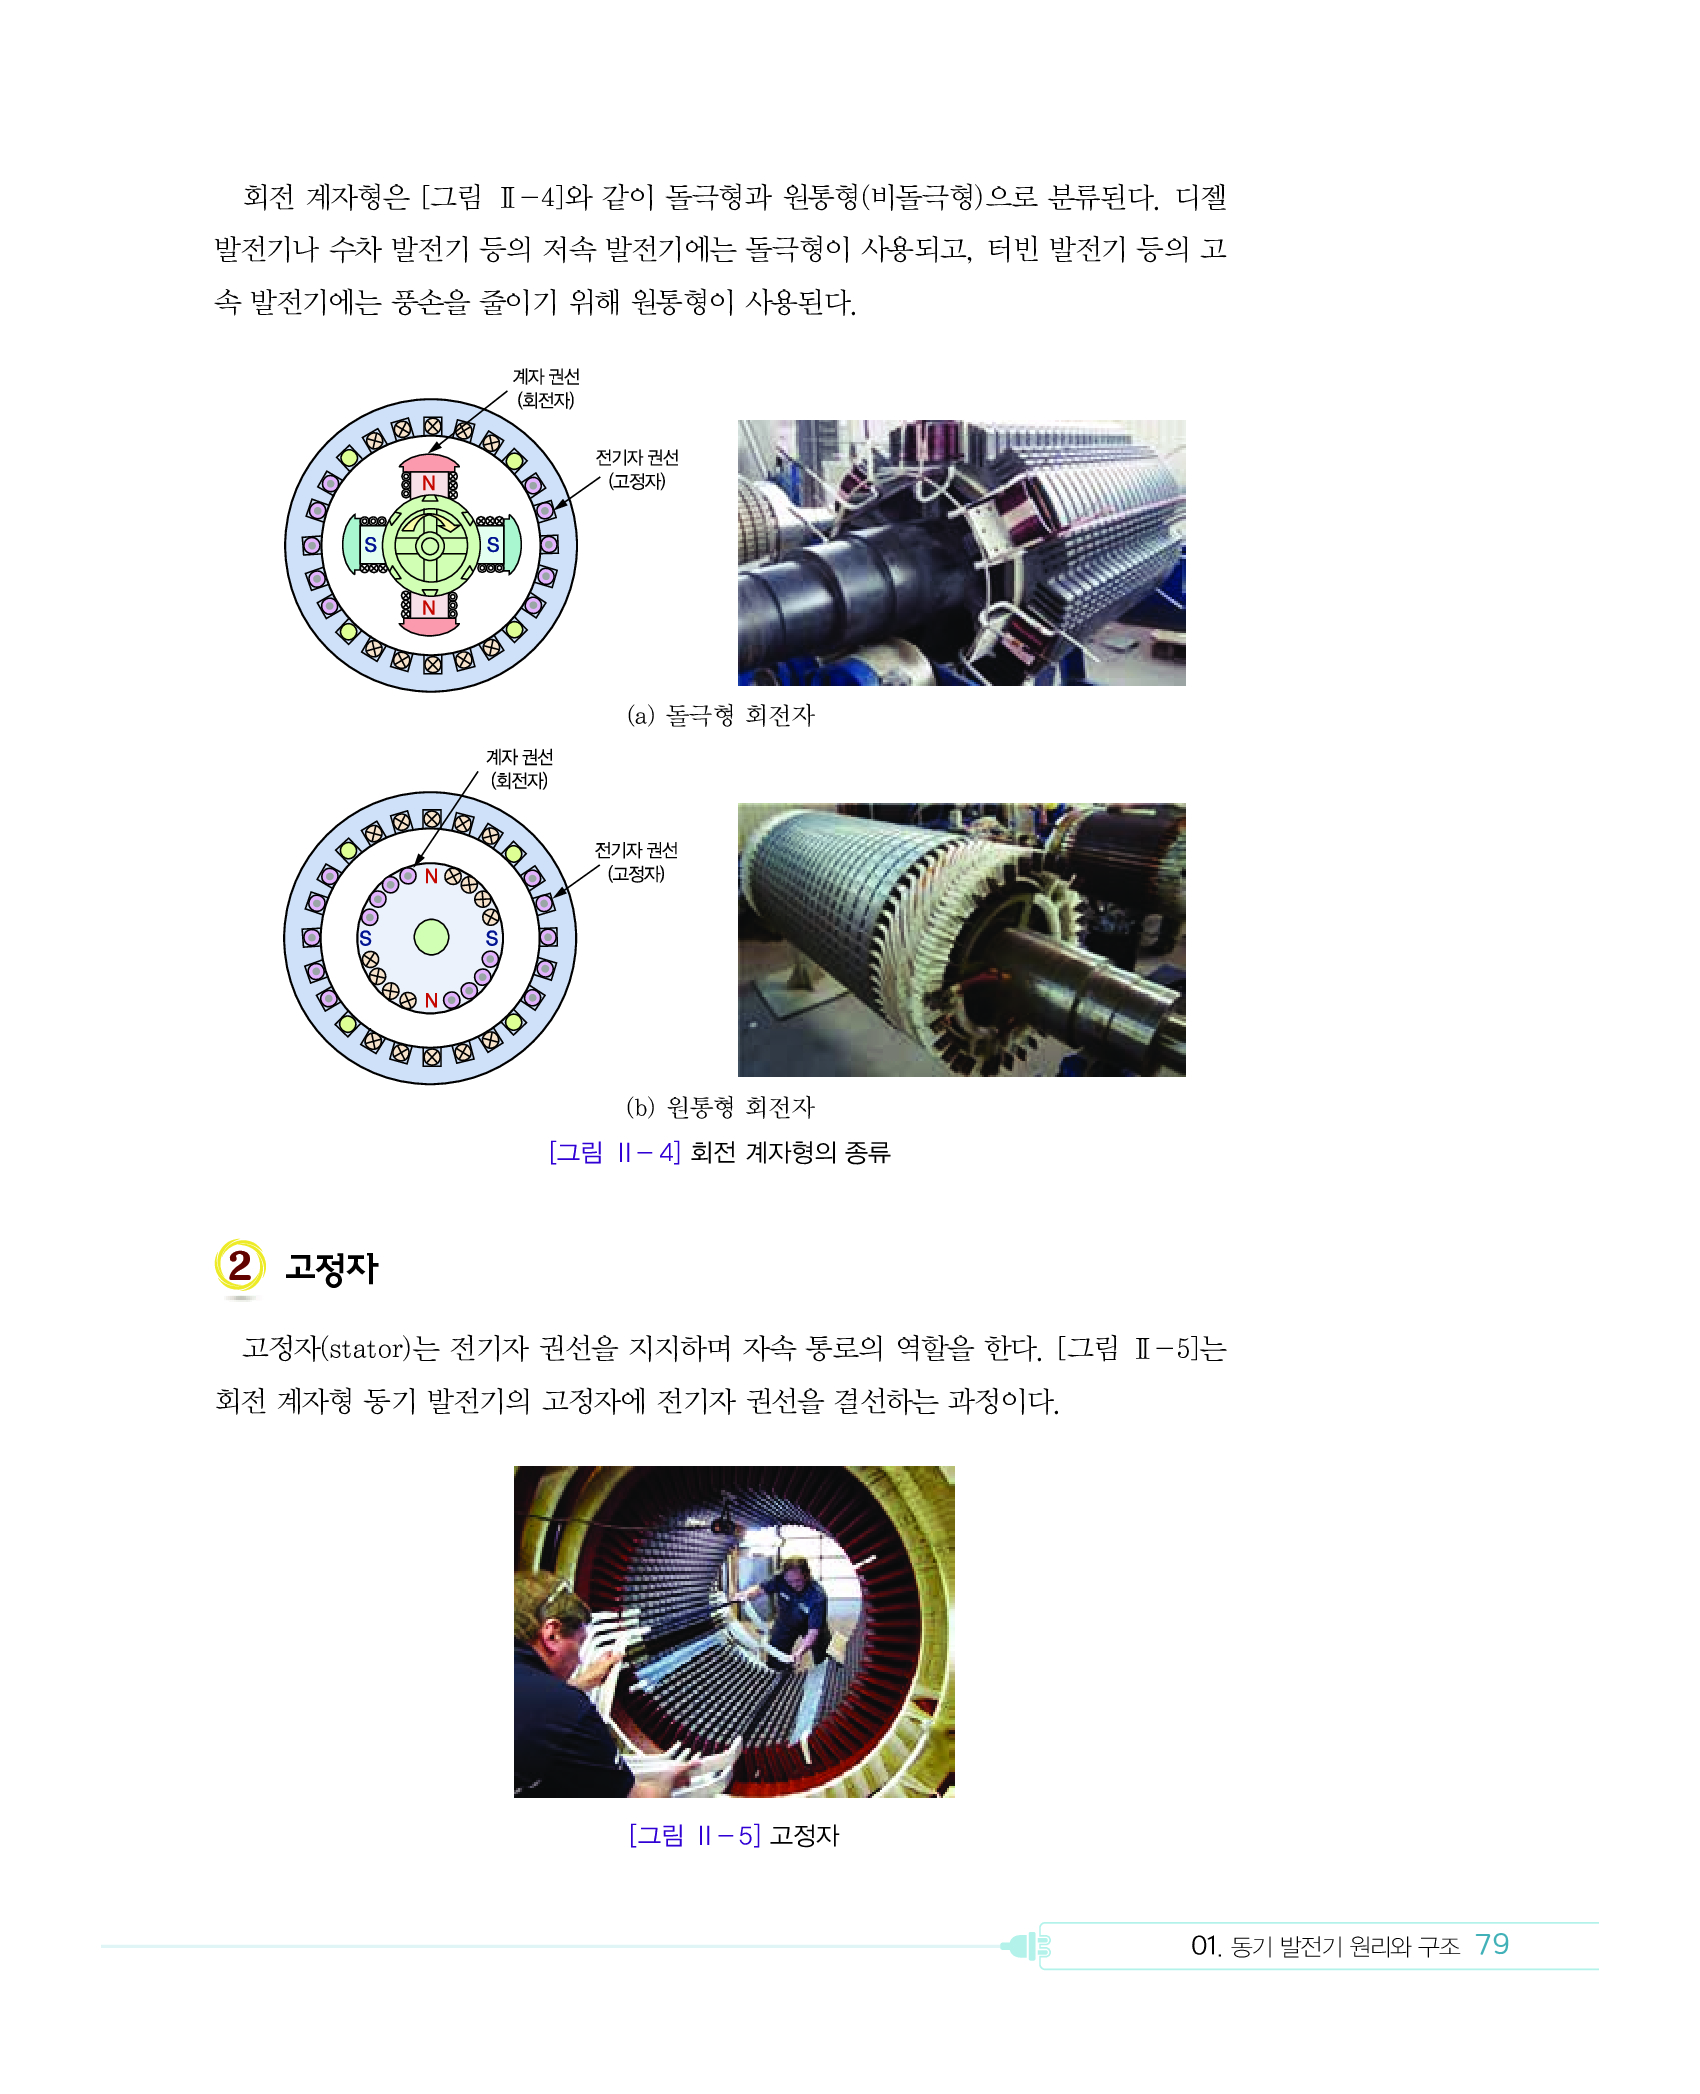 회전 계자형은 [그림 Ⅱ-4]와 같이 돌극형과 원통형(비돌극형)으로 분류된다. 디젤
발전기나 수차 발전기 등의 저속 발전기에는 돌극형이 사용되고, 터빈 발전기 등의 고
속 발전기에는 풍손을 줄이기 위해 원통형이 사용된다.
계자 권선
(회전자)
전기자 권선
(고정자)
N
S
S
N
(a) 돌극형 회전자
계자 권선
(회전자)
전기자 권선
(고정자)
N
S
S
N
(b) 원통형 회전자
[그림 Ⅱ-4] 회전 계자형의 종류
2 고정자
고정자(stator)는 전기자 권선을 지지하며 자속 통로의 역할을 한다. [그림 Ⅱ-5]는
회전 계자형 동기 발전기의 고정자에 전기자 권선을 결선하는 과정이다.
[그림 Ⅱ-5] 고정자
01. 동기 발전기 원리와 구조 79